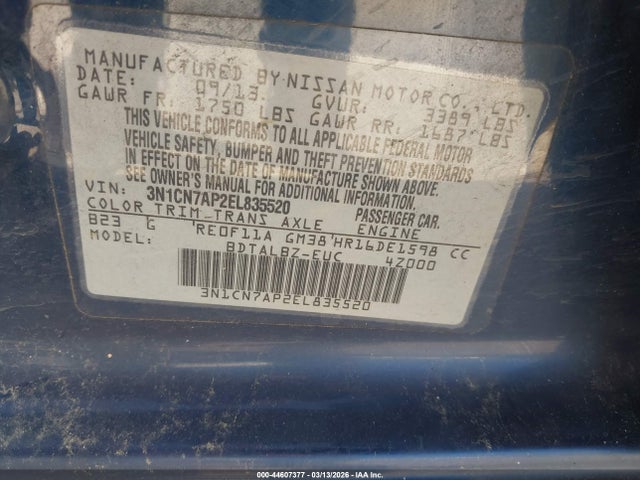 MANUFACTURED BY NISSAN MOTOR CO., LTD.
DATE: 09/13 GVWR: 3389 LBS
GAWR FR: 1750 LBS GAWR RR: 1687 LBS
THIS VEHICLE CONFORMS TO ALL APPLICABLE FEDERAL MOTOR
VEHICLE SAFETY, BUMPER AND THEFT PREVENTION STANDARDS
IN EFFECT ON THE DATE OF MANUFACTURE SHOWN ABOVE.
SEE OWNER'S MANUAL FOR ADDITIONAL INFORMATION.
VIN: 3N1CN7AP2EL835520 PASSENGER CAR.
COLOR TRIM TRANS AXLE ENGINE
B23 G RE0F11A GM38 HR16DE1598 CC
MODEL: BDTALBZ-EUC 4Z000
3N1CN7AP2EL835520
000-44607377 | 03/13/2026 | IAA Inc.